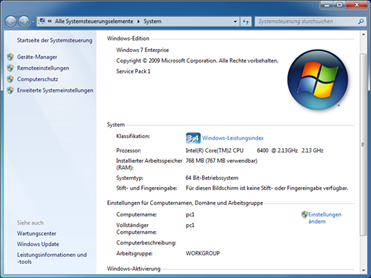 Alle Systemsteuerungselemente ▸ System
Systemsteuerung durchsuchen
Startseite der Systemsteuerung
Geräte-Manager
Remoteeinstellungen
Computerschutz
Erweiterte Systemeinstellungen
Siehe auch
Wartungscenter
Windows Update
Leistungsinformationen und -tools
Windows-Edition
Windows 7 Enterprise
Copyright © 2009 Microsoft Corporation. Alle Rechte vorbehalten.
Service Pack 1
System
Klassifikation: 3,4 Windows-Leistungsindex
Prozessor: Intel(R) Core(TM)2 CPU 6400 @ 2.13GHz 2.13 GHz
Installierter Arbeitsspeicher (RAM): 768 MB (767 MB verwendbar)
Systemtyp: 64 Bit-Betriebssystem
Stift- und Fingereingabe: Für diesen Bildschirm ist keine Stift- oder Fingereingabe verfügbar.
Einstellungen für Computernamen, Domäne und Arbeitsgruppe
Computername: pc1
Einstellungen ändern
Vollständiger Computername: pc1
Computerbeschreibung:
Arbeitsgruppe: WORKGROUP
Windows-Aktivierung